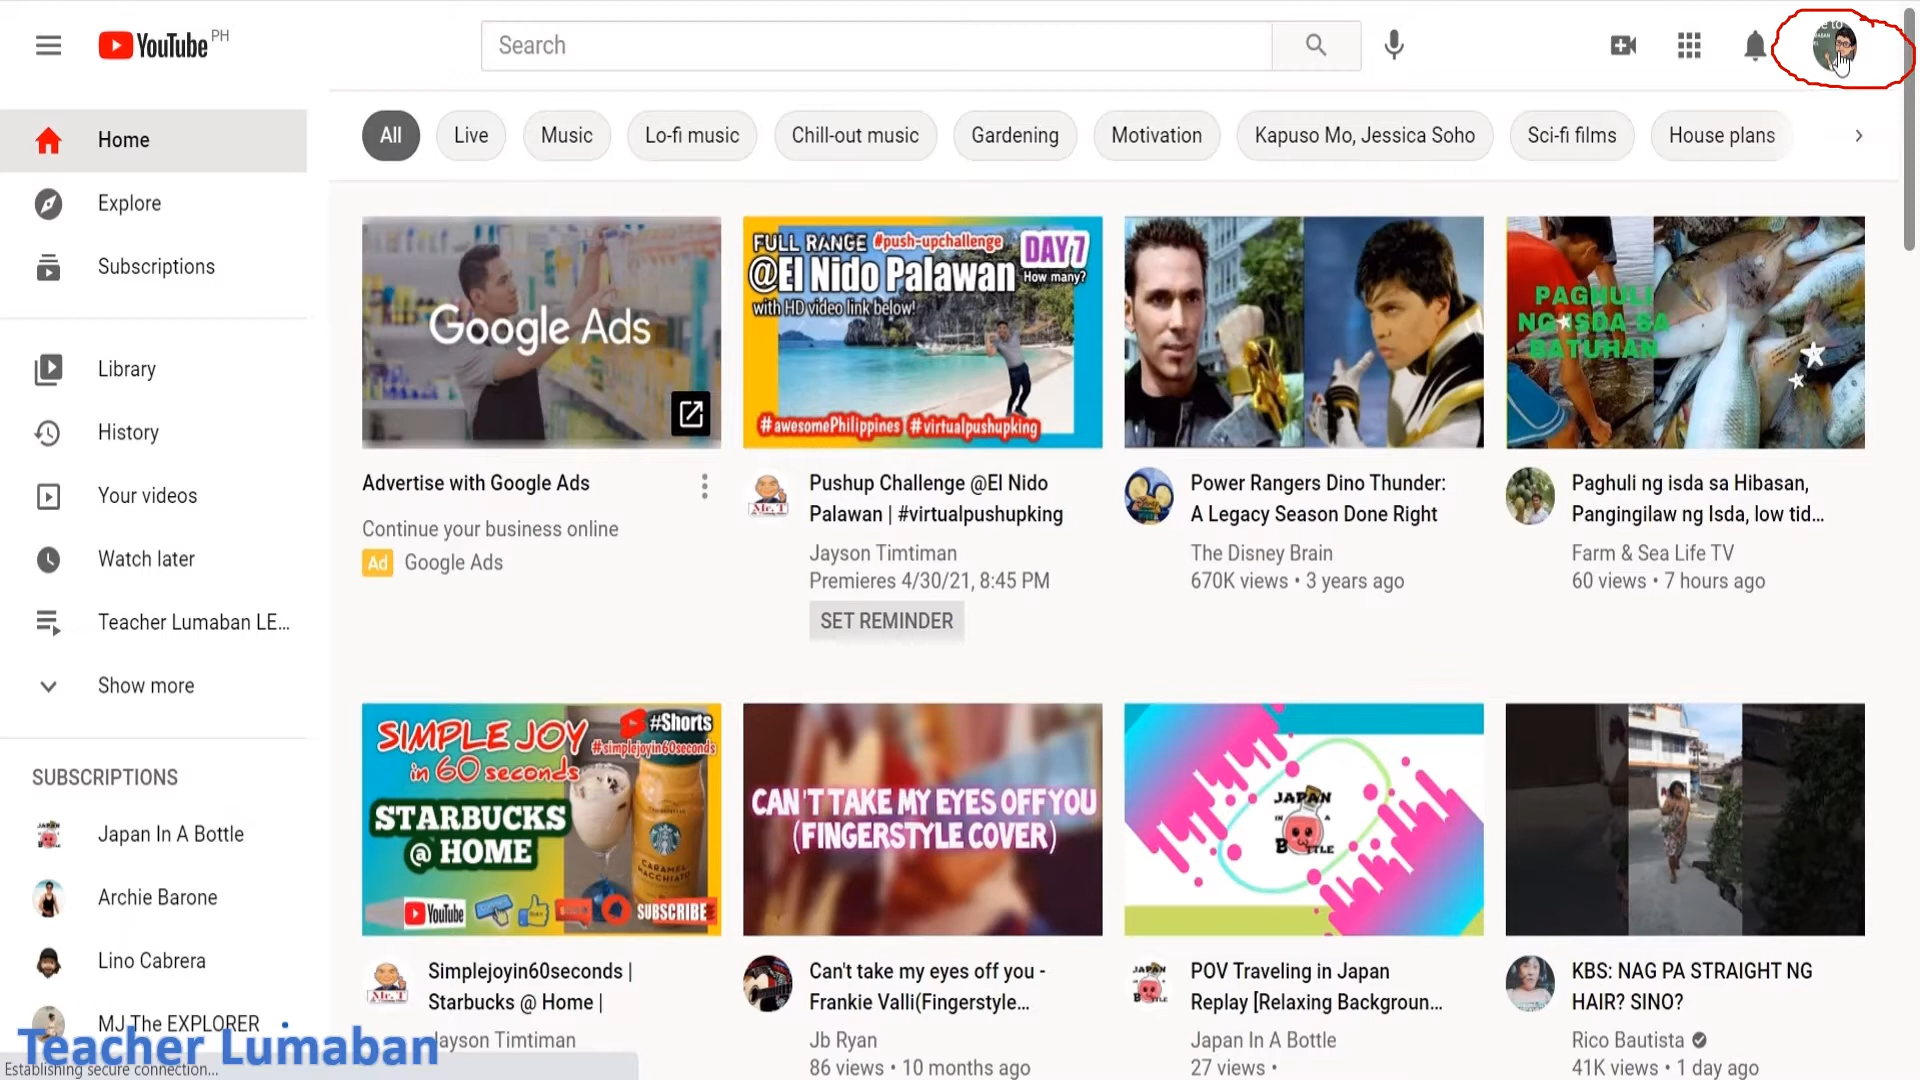 YouTube PH
Search
All
Live
Music
Lo-fi music
Chill-out music
Gardening
Motivation
Kapuso Mo, Jessica Soho
Sci-fi films
House plans
Home
Explore
Subscriptions
Library
History
Your videos
Watch later
Teacher Lumaban LE...
Show more
SUBSCRIPTIONS
Japan In A Bottle
Archie Barone
Lino Cabrera
MJ The EXPLORER
Google Ads
Advertise with Google Ads
Continue your business online
Ad Google Ads
FULL RANGE #push-upchallenge
@El Nido Palawan
with HD video link below!
DAY 7
How many?
#awesomePhilippines #virtualpushupking
Mr. T
Pushup Challenge @El Nido
Palawan | #virtualpushupking
Jayson Timtiman
Premieres 4/30/21, 8:45 PM
SET REMINDER
Power Rangers Dino Thunder:
A Legacy Season Done Right
The Disney Brain
670K views • 3 years ago
PAGHULI
NG ISDA SA
BATUHAN
Paghuli ng isda sa Hibasan,
Pangingilaw ng Isda, low tid...
Farm & Sea Life TV
60 views • 7 hours ago
SIMPLE JOY
in 60 seconds
#Shorts
#simplejoyin60seconds
STARBUCKS
@ HOME
CARAMEL
MACCHIATO
YouTube
SUBSCRIBE
Mr. T
Simplejoyin60seconds |
Starbucks @ Home |
Jayson Timtiman
CAN'T TAKE MY EYES OFF YOU
(FINGERSTYLE COVER)
Can't take my eyes off you -
Frankie Valli(Fingerstyle...
Jb Ryan
86 views • 10 months ago
JAPAN
IN A
BOTTLE
JAPAN
BOTTLE
POV Traveling in Japan
Replay [Relaxing Backgroun...
Japan In A Bottle
27 views •
KBS: NAG PA STRAIGHT NG
HAIR? SINO?
Rico Bautista
41K views • 1 day ago
Teacher Lumaban
Establishing secure connection...